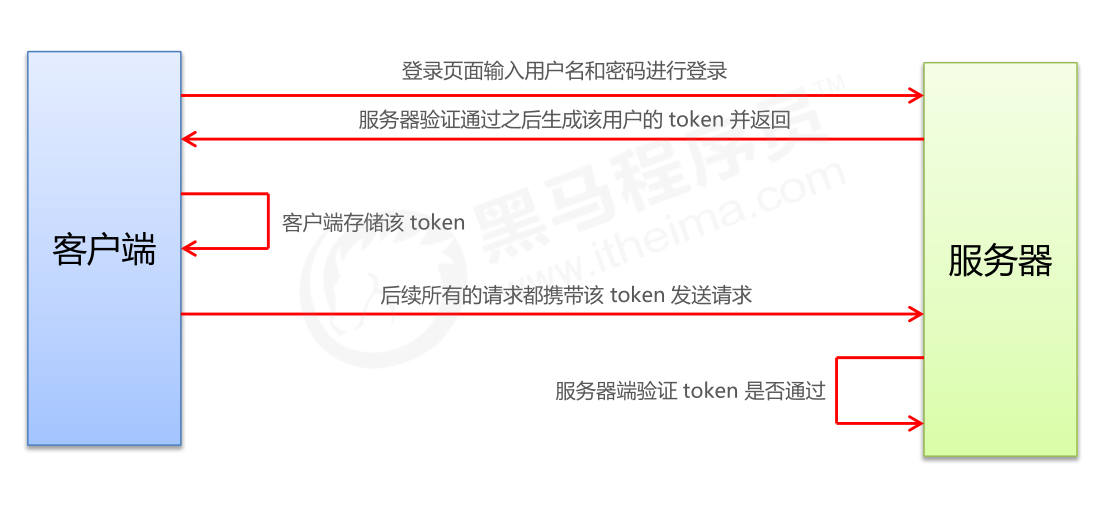 登录页面输入用户名和密码进行登录
服务器验证通过之后生成该用户的 token 并返回
客户端存储该 token
客户端
服务器
后续所有的请求都携带该 token 发送请求
服务器端验证 token 是否通过
黑马程序员™
www.itheima.com